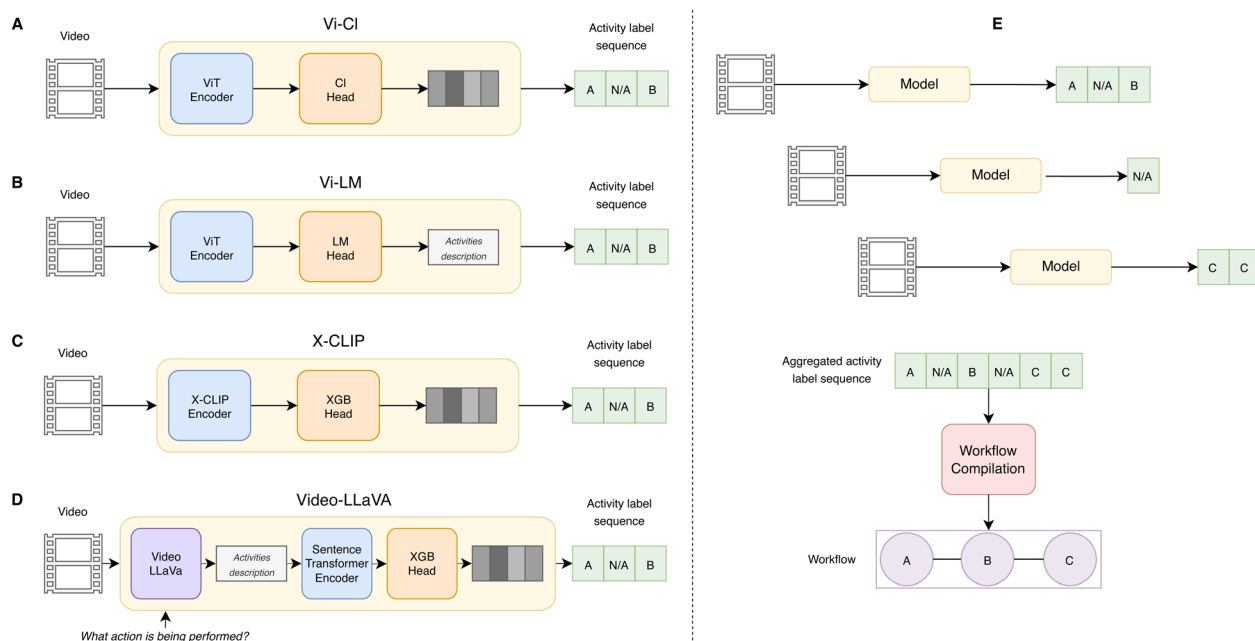 A
Vi-Cl
Video
Activity label
sequence
ViT
Encoder
Cl
Head
A N/A B
B
Vi-LM
Video
Activity label
sequence
ViT
Encoder
LM
Head
Activities
description
A N/A B
C
X-CLIP
Video
Activity label
sequence
X-CLIP
Encoder
XGB
Head
A N/A B
D
Video-LLaVA
Video
Activity label
sequence
Video
LLaVa
Activities
description
Sentence
Transformer
Encoder
XGB
Head
A N/A B
What action is being performed?
E
Model
A N/A B
Model
N/A
Model
C C
Aggregated activity
label sequence
A N/A B N/A C C
Workflow
Compilation
Workflow
A B C